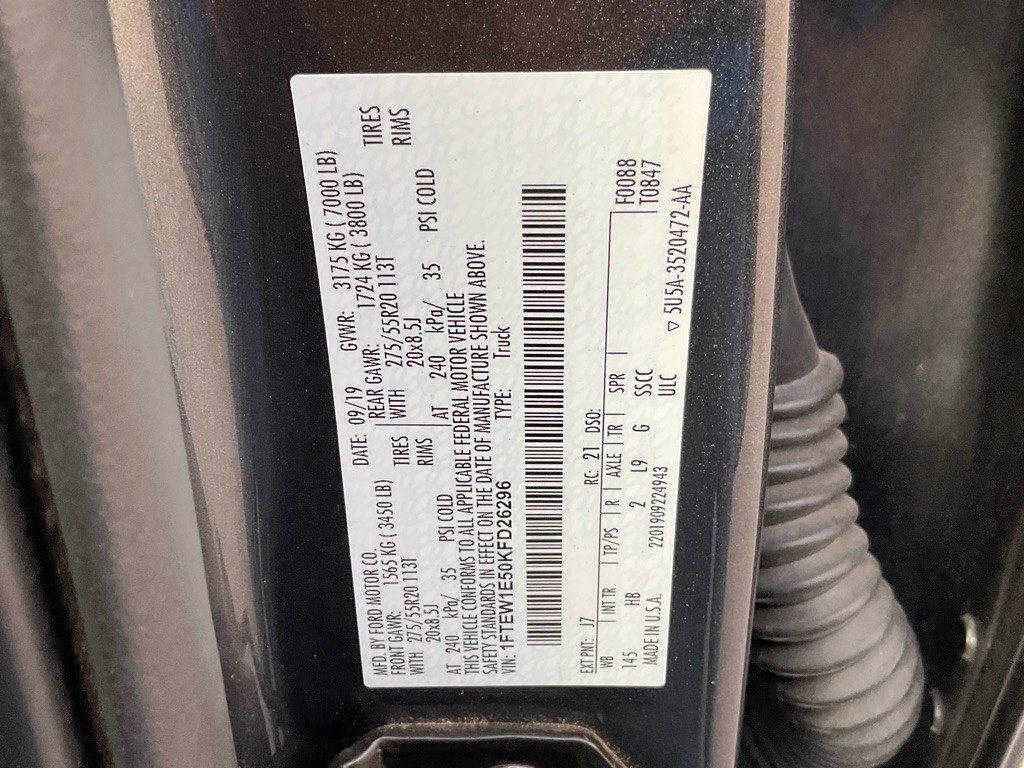 MFD. BY FORD MOTOR CO.
DATE: 09/19 GVWR: 3175 KG ( 7000 LB)
FRONT GAWR: 1565 KG ( 3450 LB) REAR GAWR: 1724 KG ( 3800 LB)
WITH 275/55R20 113T TIRES WITH 275/55R20 113T TIRES
20x8.5J RIMS 20x8.5J RIMS
AT 240 kPa/ 35 PSI COLD AT 240 kPa/ 35 PSI COLD
THIS VEHICLE CONFORMS TO ALL APPLICABLE FEDERAL MOTOR VEHICLE
SAFETY STANDARDS IN EFFECT ON THE DATE OF MANUFACTURE SHOWN ABOVE.
VIN: 1FTEW1E50KFD26296 TYPE: Truck
EXT PNT: J7 RC: 21 DSO:
F0088
WB INT TR TP/PS R AXLE TR SPR T0847
145 HB 2 L9 G SSCC
MADE IN U.S.A. 2201909224943 ULC ▽ 5U5A-3520472-AA